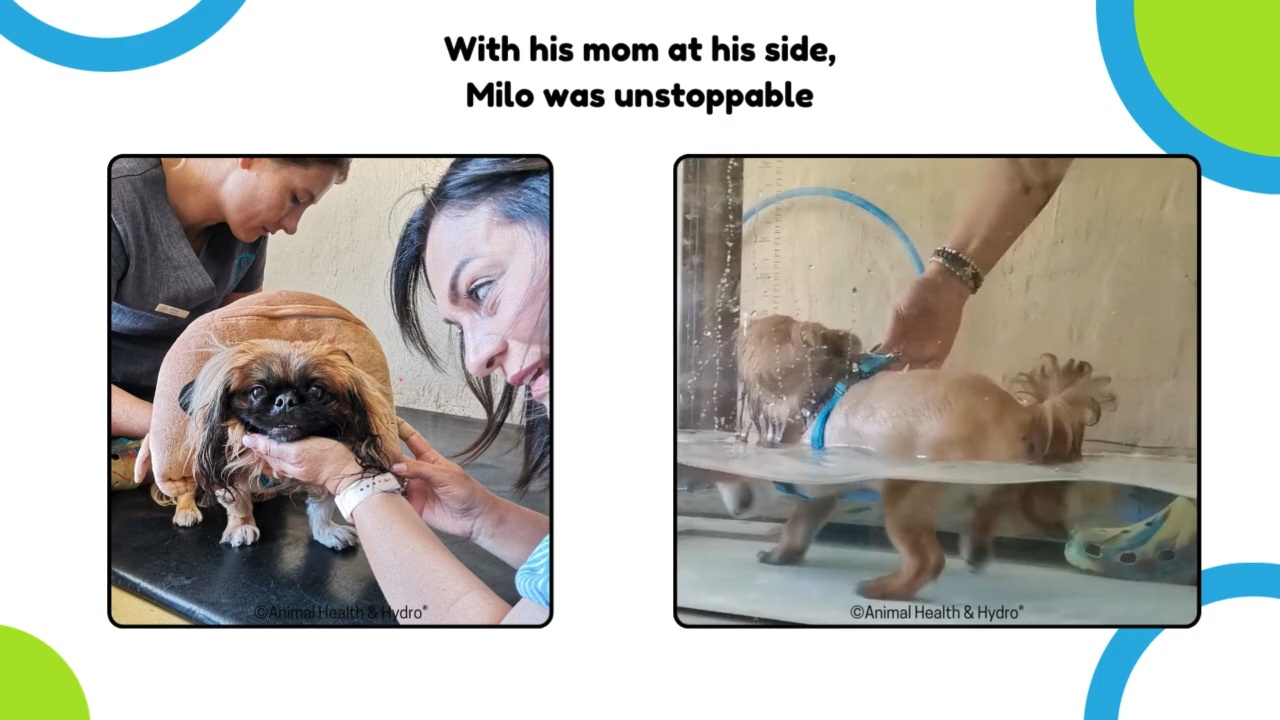 With his mom at his side,
Milo was unstoppable
©Animal Health & Hydro®
©Animal Health & Hydro®